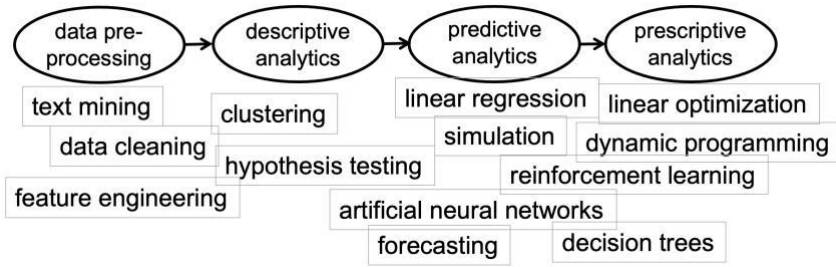 data pre-
processing
descriptive
analytics
predictive
analytics
prescriptive
analytics
text mining
data cleaning
feature engineering
clustering
hypothesis testing
linear regression
simulation
artificial neural networks
forecasting
linear optimization
dynamic programming
reinforcement learning
decision trees